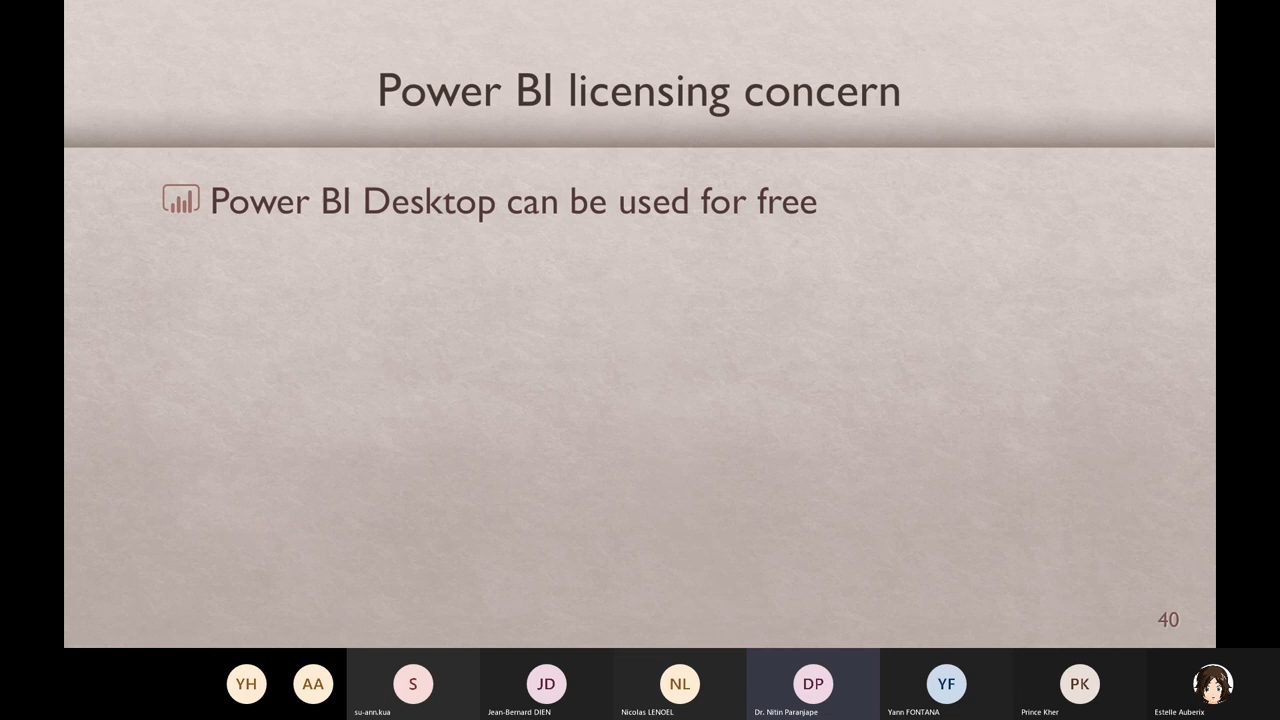 Power BI licensing concern
Power BI Desktop can be used for free
40
YH
AA
S
JD
NL
DP
YF
PK
su-ann.kua
Jean-Bernard DIEN
Nicolas LENOEL
Dr. Nitin Paranjape
Yann FONTANA
Prince Kher
Estelle Auberix